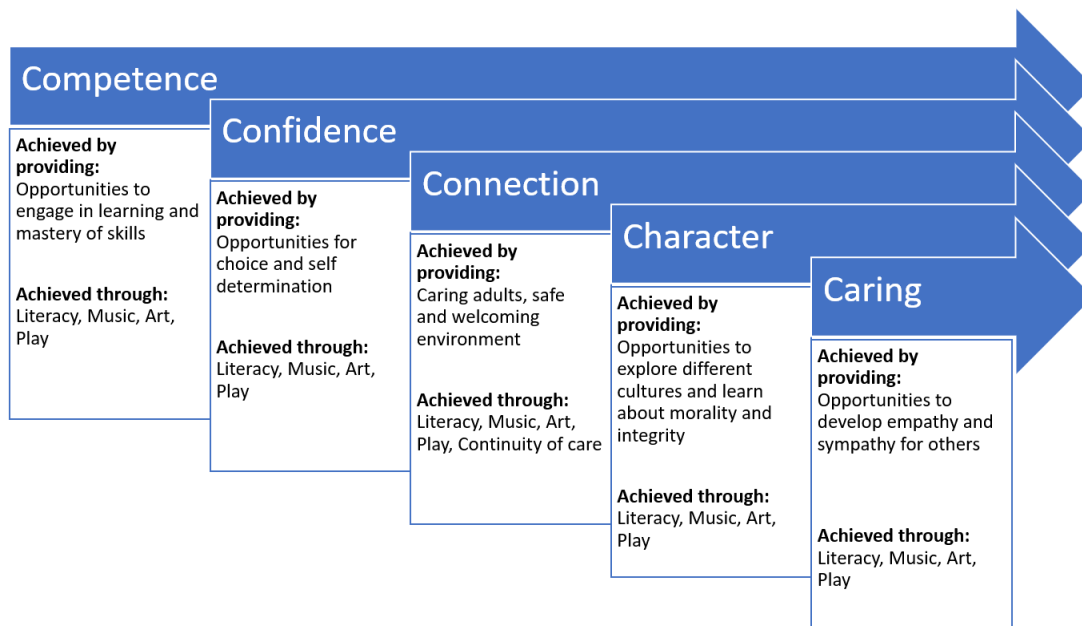 Competence
Achieved by
providing:
Opportunities to
engage in learning and
mastery of skills
Achieved through:
Literacy, Music, Art,
Play
Confidence
Achieved by
providing:
Opportunities for
choice and self
determination
Achieved through:
Literacy, Music, Art,
Play
Connection
Achieved by
providing:
Caring adults, safe
and welcoming
environment
Achieved through:
Literacy, Music, Art,
Play, Continuity of care
Character
Achieved by
providing:
Opportunities to
explore different
cultures and learn
about morality and
integrity
Achieved through:
Literacy, Music, Art,
Play
Caring
Achieved by
providing:
Opportunities to
develop empathy and
sympathy for others
Achieved through:
Literacy, Music, Art,
Play